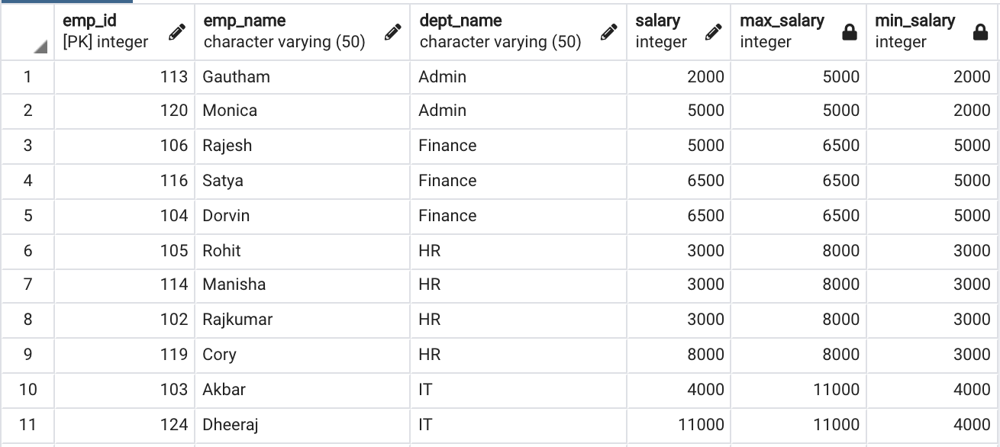 emp_id emp_name dept_name salary max_salary min_salary
[PK] integer character varying (50) character varying (50) integer integer integer
1 113 Gautham Admin 2000 5000 2000
2 120 Monica Admin 5000 5000 2000
3 106 Rajesh Finance 5000 6500 5000
4 116 Satya Finance 6500 6500 5000
5 104 Dorvin Finance 6500 6500 5000
6 105 Rohit HR 3000 8000 3000
7 114 Manisha HR 3000 8000 3000
8 102 Rajkumar HR 3000 8000 3000
9 119 Cory HR 8000 8000 3000
10 103 Akbar IT 4000 11000 4000
11 124 Dheeraj IT 11000 11000 4000